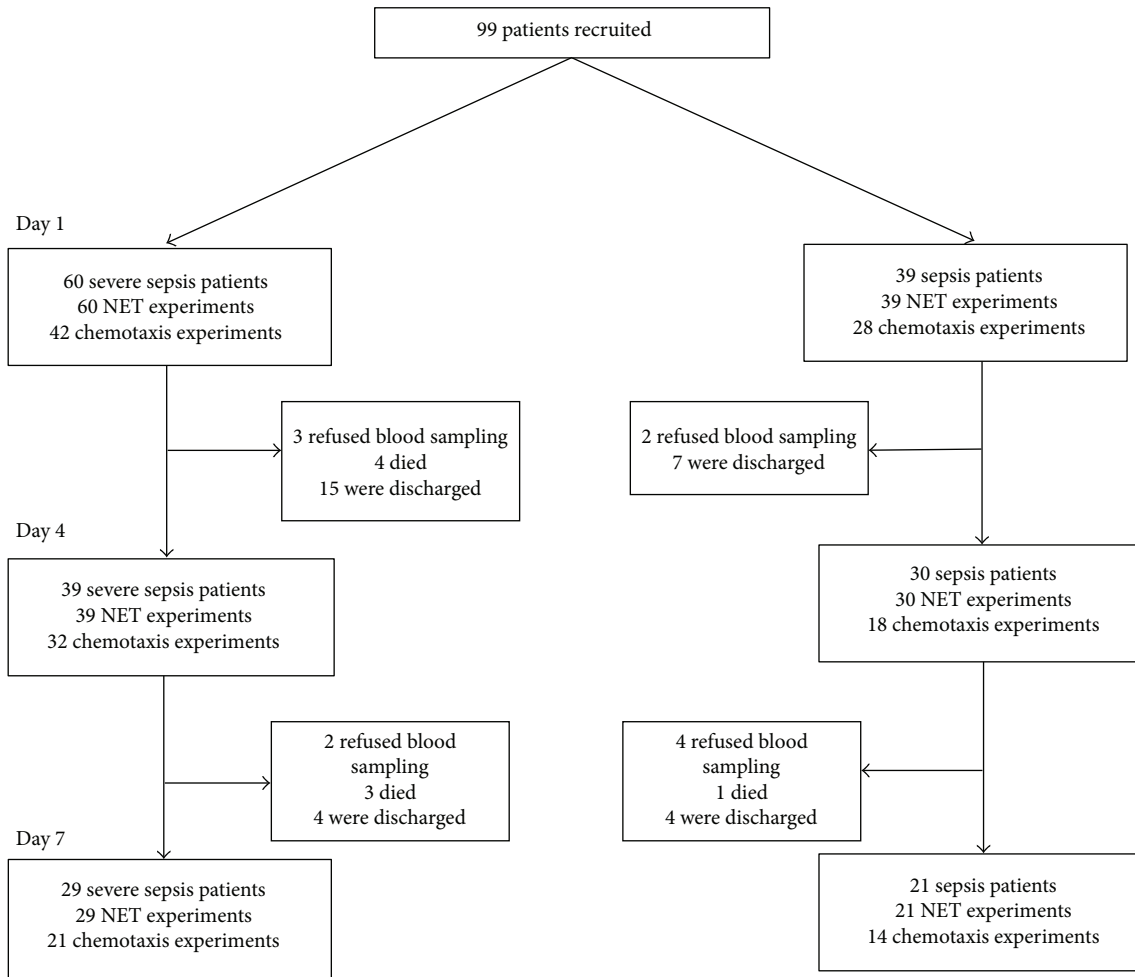 99 patients recruited
Day 1
60 severe sepsis patients
60 NET experiments
42 chemotaxis experiments
39 sepsis patients
39 NET experiments
28 chemotaxis experiments
3 refused blood sampling
4 died
15 were discharged
2 refused blood sampling
7 were discharged
Day 4
39 severe sepsis patients
39 NET experiments
32 chemotaxis experiments
30 sepsis patients
30 NET experiments
18 chemotaxis experiments
2 refused blood
sampling
3 died
4 were discharged
4 refused blood
sampling
1 died
4 were discharged
Day 7
29 severe sepsis patients
29 NET experiments
21 chemotaxis experiments
21 sepsis patients
21 NET experiments
14 chemotaxis experiments